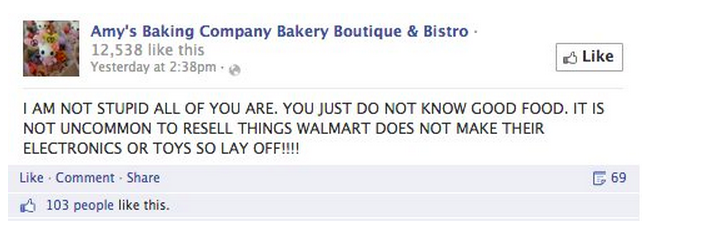 Amy's Baking Company Bakery Boutique & Bistro ·
12,538 like this
Yesterday at 2:38pm ·
Like
I AM NOT STUPID ALL OF YOU ARE. YOU JUST DO NOT KNOW GOOD FOOD. IT IS
NOT UNCOMMON TO RESELL THINGS WALMART DOES NOT MAKE THEIR
ELECTRONICS OR TOYS SO LAY OFF!!!!
Like · Comment · Share 69
103 people like this.